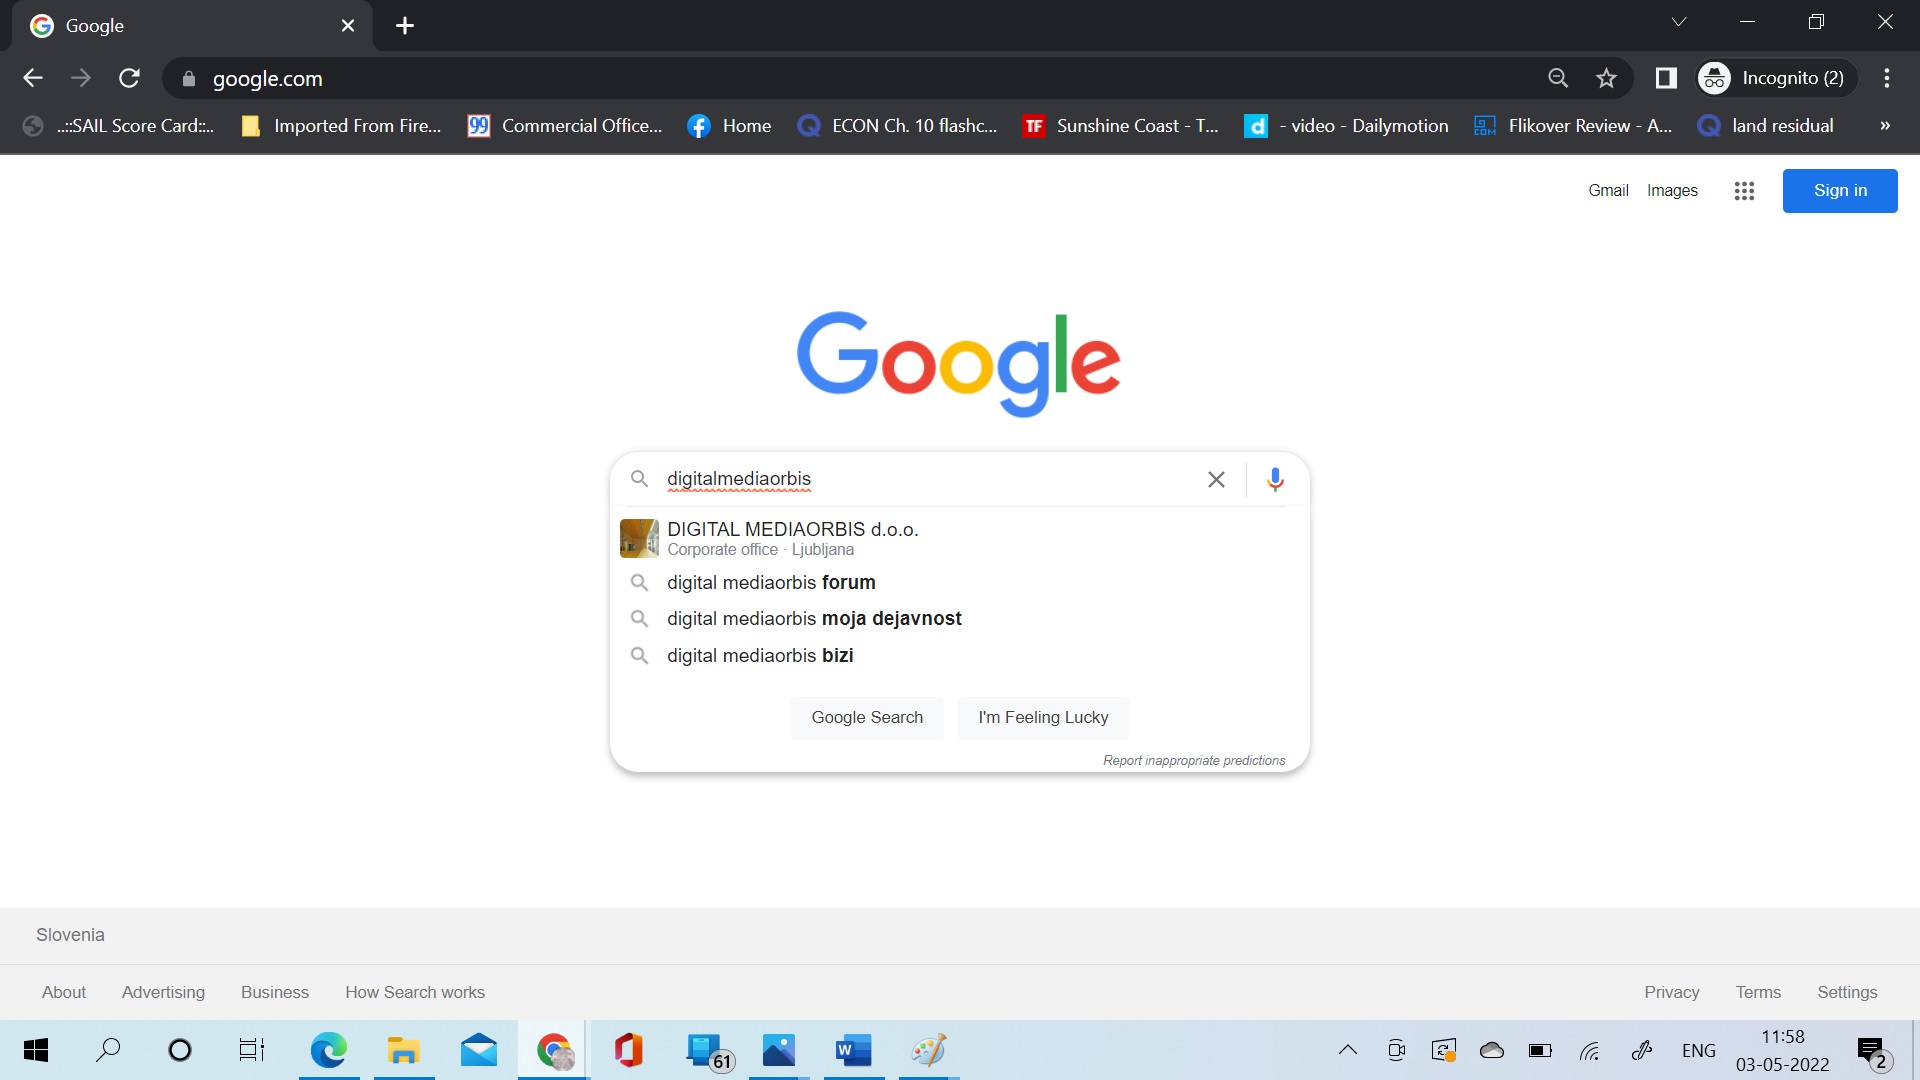 Google
google.com
Incognito (2)
..::SAIL Score Card::..
Imported From Fire...
99
Commercial Office...
Home
ECON Ch. 10 flashc...
TF
Sunshine Coast - T...
d
- video - Dailymotion
Flikover Review - A...
land residual
»
Gmail
Images
Sign in
Google
digitalmediaorbis
DIGITAL MEDIAORBIS d.o.o.
Corporate office · Ljubljana
digital mediaorbis forum
digital mediaorbis moja dejavnost
digital mediaorbis bizi
Google Search
I'm Feeling Lucky
Report inappropriate predictions
Slovenia
About
Advertising
Business
How Search works
Privacy
Terms
Settings
61
W
ENG
11:58
03-05-2022
2